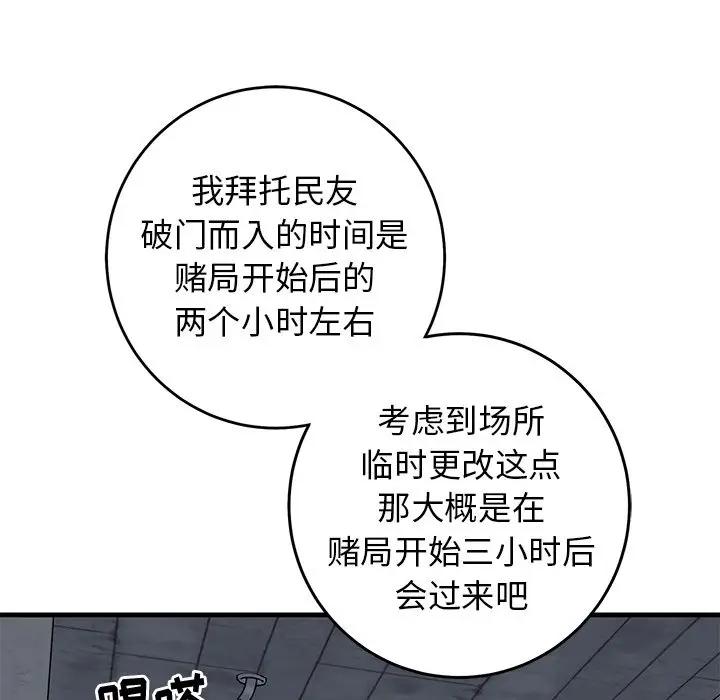 我拜托民友
破门而入的时间是
赌局开始后的
两个小时左右
考虑到场所
临时更改这点
那大概是在
赌局开始三小时后
会过来吧